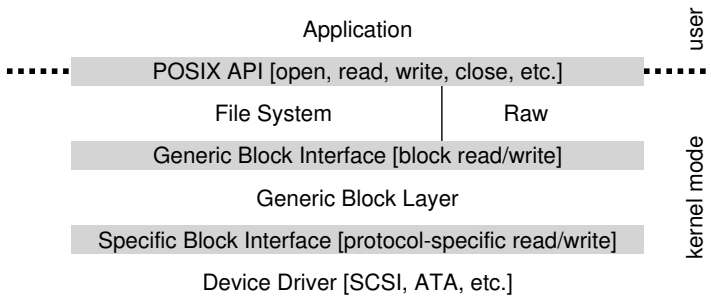 Application
user
POSIX API [open, read, write, close, etc.]
File System
Raw
Generic Block Interface [block read/write]
Generic Block Layer
kernel mode
Specific Block Interface [protocol-specific read/write]
Device Driver [SCSI, ATA, etc.]